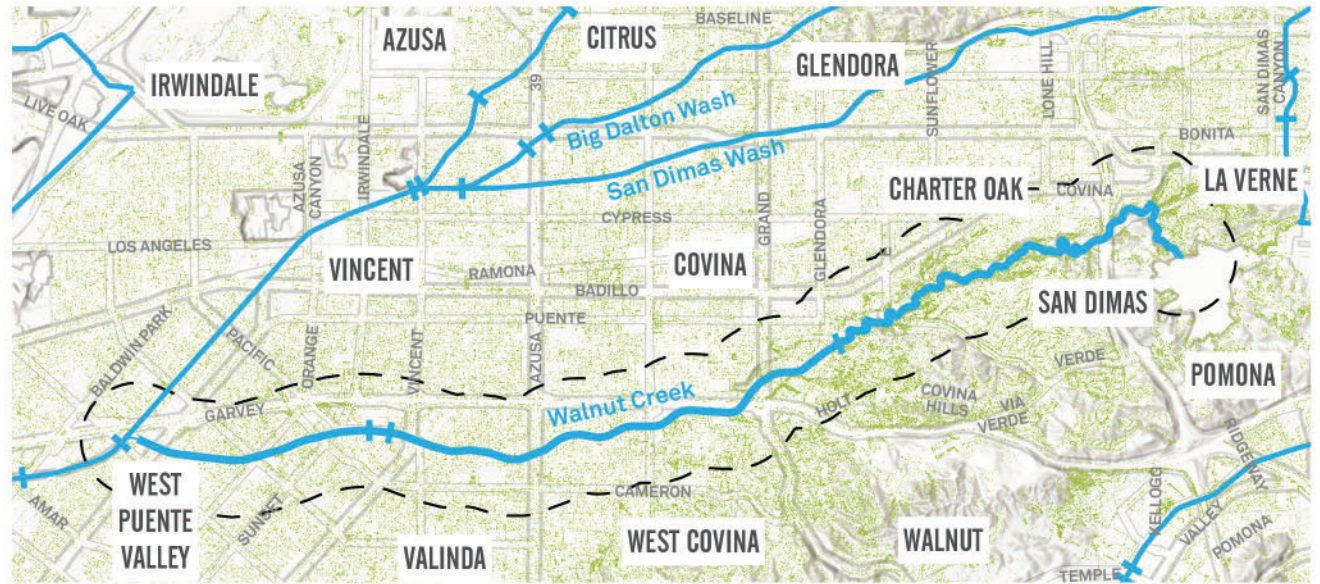 BASELINE
AZUSA
CITRUS
GLENDORA
IRWINDALE
LIVE OAK
39
SUNFLOWER
LONE HILL
SAN DIMAS
CANYON
Big Dalton Wash
BONITA
IRWINDALE
AZUSA
CANYON
San Dimas Wash
CHARTER OAK
COVINA
LA VERNE
CYPRESS
GRAND
GLENDORA
LOS ANGELES
VINCENT
RAMONA
COVINA
BADILLO
PUENTE
SAN DIMAS
BALDWIN PARK
PACIFIC
ORANGE
VINCENT
AZUSA
VERDE
POMONA
GARVEY
Walnut Creek
HOLT
COVINA
HILLS
VIA
VERDE
RIDGEWAY
WEST
PUENTE
VALLEY
AMAR
SUNSET
CAMERON
KELLOGG
VALLEY
POMONA
VALINDA
WEST COVINA
WALNUT
TEMPLE